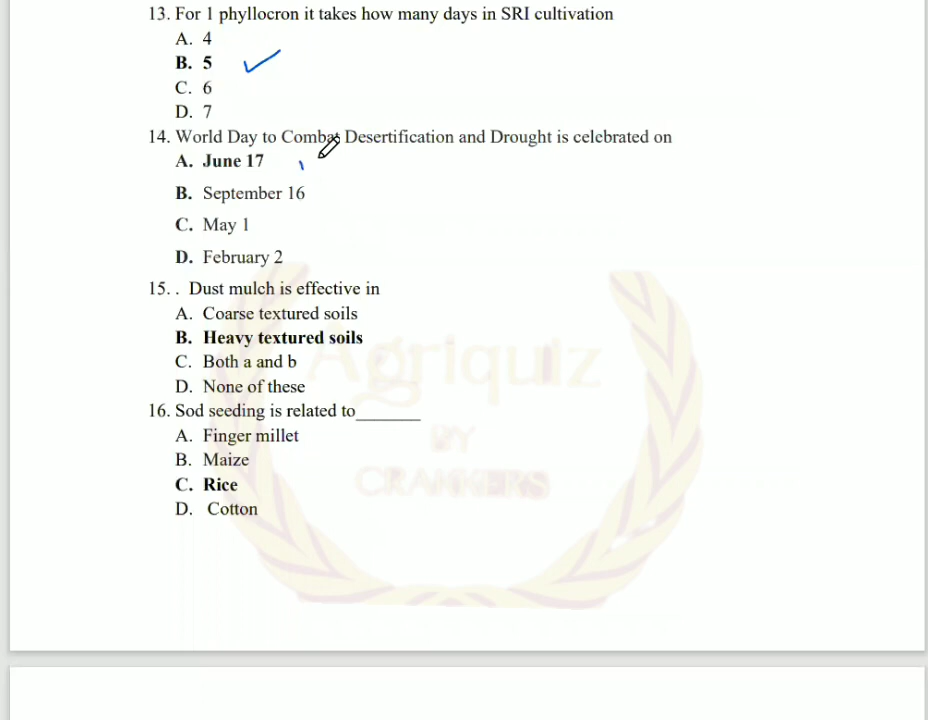 13. For 1 phyllocron it takes how many days in SRI cultivation
A. 4
B. 5
C. 6
D. 7
14. World Day to Combat Desertification and Drought is celebrated on
A. June 17
B. September 16
C. May 1
D. February 2
15. . Dust mulch is effective in
A. Coarse textured soils
B. Heavy textured soils
C. Both a and b
D. None of these
16. Sod seeding is related to_______
A. Finger millet
B. Maize
C. Rice
D. Cotton
Agriquiz
BY
CRANKERS